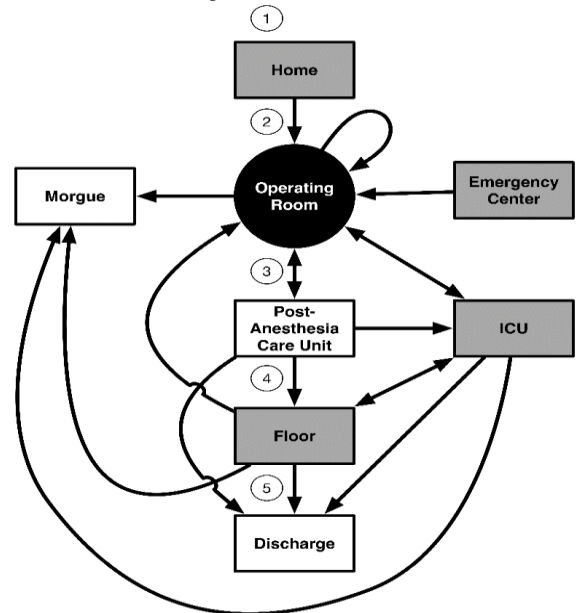 1
Home
2
Operating
Room
Morgue
Emergency
Center
3
Post-
Anesthesia
Care Unit
ICU
4
Floor
5
Discharge